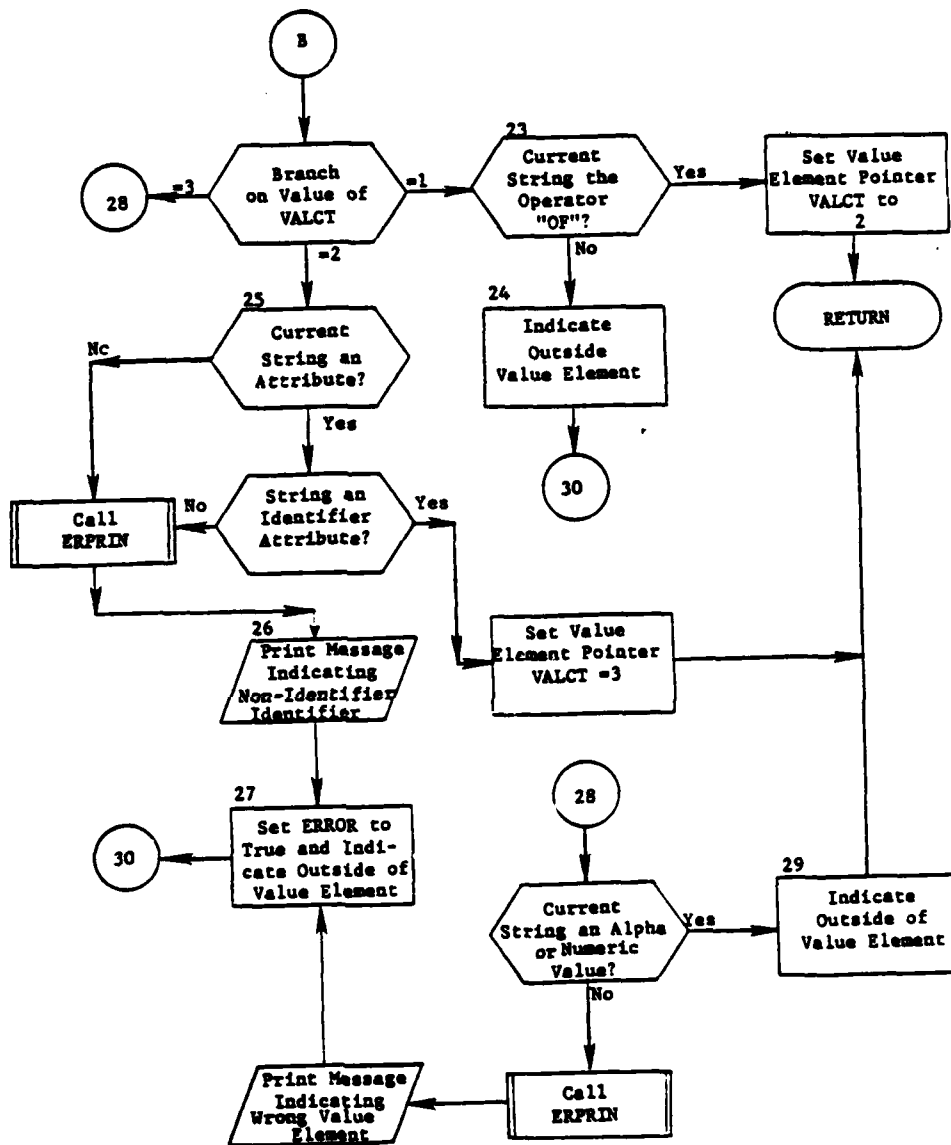 B
23
Branch
on Value of
VALCT
=3
28
=1
=2
Current
String the
Operator
"OF"?
Yes
No
Set Value
Element Pointer
VALCT to
2
RETURN
24
Indicate
Outside
Value Element
30
25
Current
String an
Attribute?
Nc
Yes
String an
Identifier
Attribute?
No
Yes
Call
ERPRIN
26
Print Message
Indicating
Non-Identifier
Identifier
Set Value
Element Pointer
VALCT =3
27
Set ERROR to
True and Indi-
cate Outside of
Value Element
30
28
Current
String an Alpha
or Numeric
Value?
Yes
No
29
Indicate
Outside of
Value Element
Call
ERPRIN
Print Message
Indicating
Wrong Value
Element